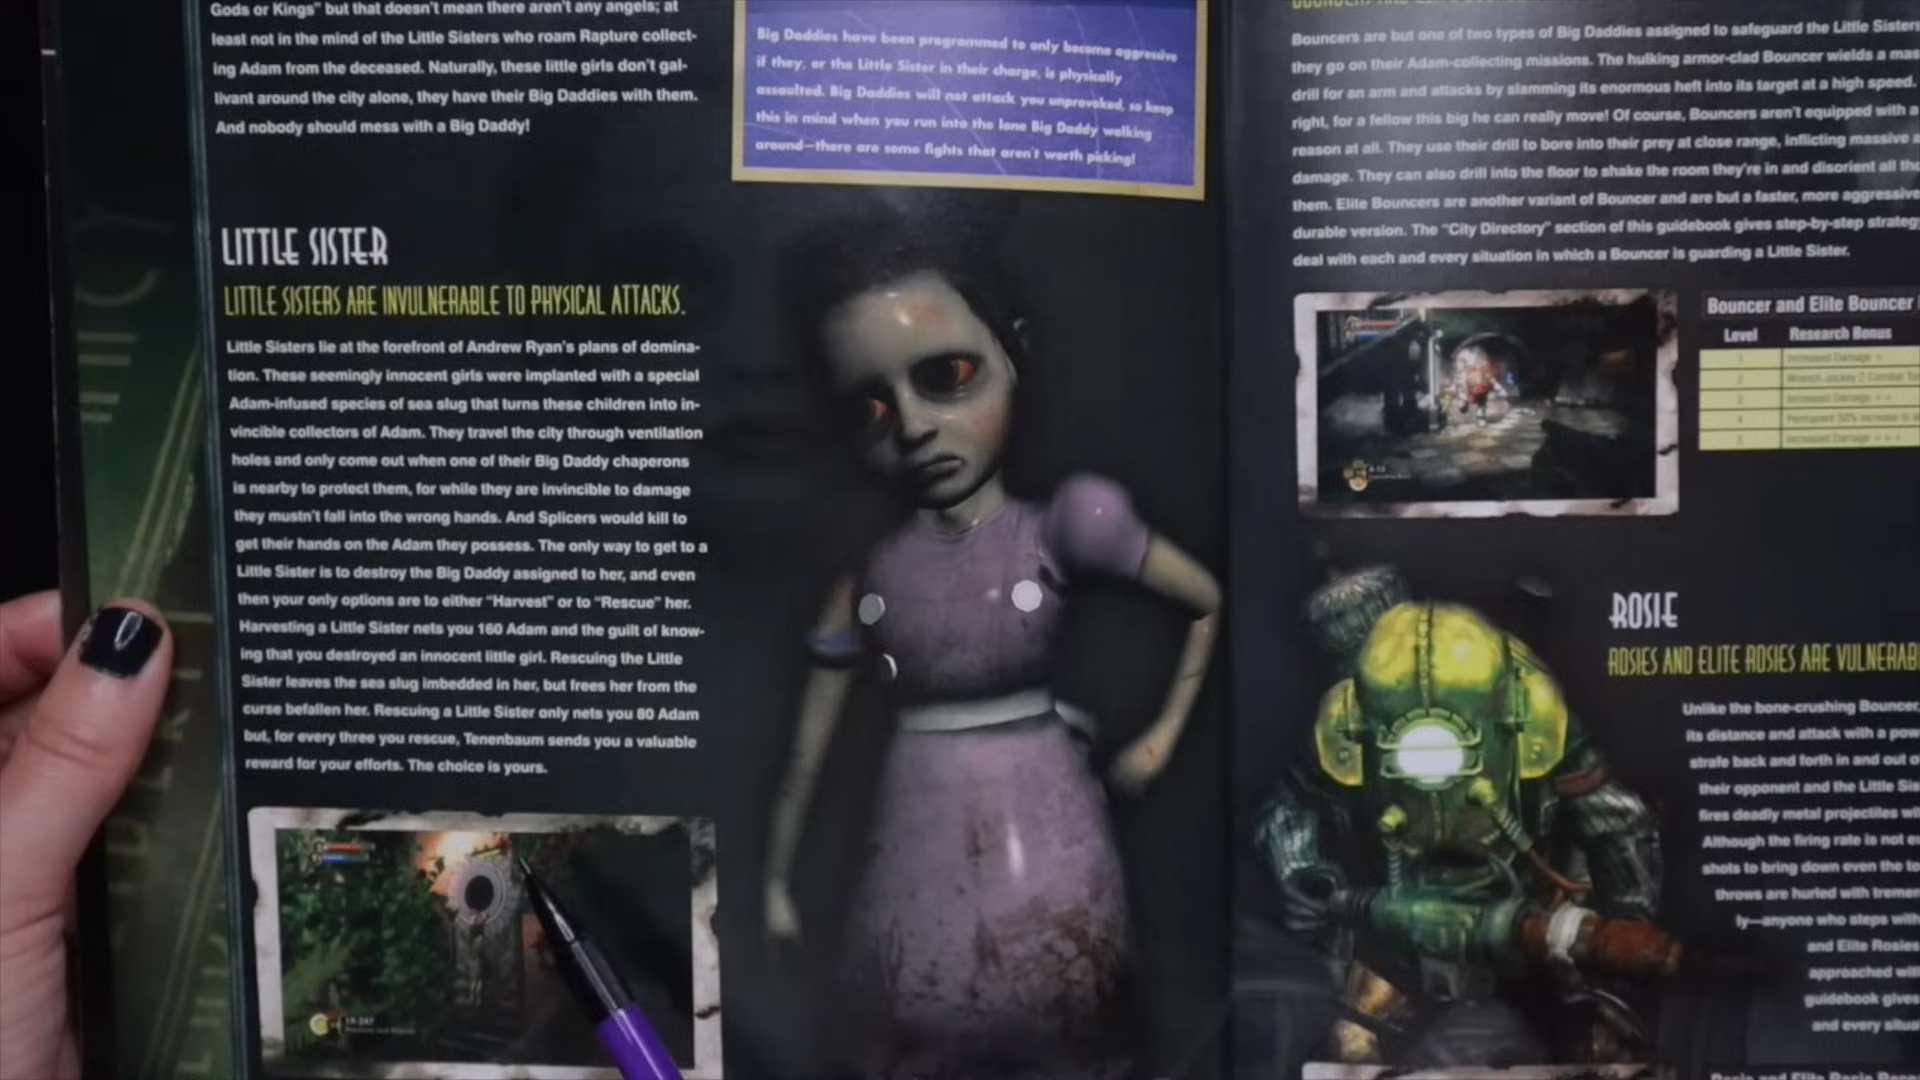 Gods or Kings" but that doesn't mean there aren't any angels; at
least not in the mind of the Little Sisters who roam Rapture collect-
ing Adam from the deceased. Naturally, these little girls don't gal-
livant around the city alone, they have their Big Daddies with them.
And nobody should mess with a Big Daddy!
LITTLE SISTER
LITTLE SISTERS ARE INVULNERABLE TO PHYSICAL ATTACKS.
Little Sisters lie at the forefront of Andrew Ryan's plans of domina-
tion. These seemingly innocent girls were implanted with a special
Adam-infused species of sea slug that turns these children into in-
vincible collectors of Adam. They travel the city through ventilation
holes and only come out when one of their Big Daddy chaperons
is nearby to protect them, for while they are invincible to damage
they mustn't fall into the wrong hands. And Splicers would kill to
get their hands on the Adam they possess. The only way to get to a
Little Sister is to destroy the Big Daddy assigned to her, and even
then your only options are to either "Harvest" or to "Rescue" her.
Harvesting a Little Sister nets you 160 Adam and the guilt of know-
ing that you destroyed an innocent little girl. Rescuing the Little
Sister leaves the sea slug imbedded in her, but frees her from the
curse befallen her. Rescuing a Little Sister only nets you 80 Adam
but, for every three you rescue, Tenenbaum sends you a valuable
reward for your efforts. The choice is yours.
Big Daddies have been programmed to only become aggressive
if they, or the Little Sister in their charge, is physically
assaulted. Big Daddies will not attack you unprovoked, so keep
this in mind when you run into the lone Big Daddy walking
around—there are some fights that aren't worth picking!
Bouncers are but one of two types of Big Daddies assigned to safeguard the Little Sisters
they go on their Adam-collecting missions. The hulking armor-clad Bouncer wields a mas
drill for an arm and attacks by slamming its enormous heft into its target at a high speed.
right, for a fellow this big he can really move! Of course, Bouncers aren't equipped with a
reason at all. They use their drill to bore into their prey at close range, inflicting massive a
damage. They can also drill into the floor to shake the room they're in and disorient all tho
them. Elite Bouncers are another variant of Bouncer and are but a faster, more aggressive
durable version. The "City Directory" section of this guidebook gives step-by-step strategy
deal with each and every situation in which a Bouncer is guarding a Little Sister.
Bouncer and Elite Bouncer
Level Research Bonus
1 Increased Damage +
2 Wrench Jockey 2 Combat To
3 Increased Damage + +
4 Permanent 50% increase to
5 Increased Damage + + +
ROSIE
ROSIES AND ELITE ROSIES ARE VULNERAB
Unlike the bone-crushing Bouncer,
its distance and attack with a pow
strafe back and forth in and out o
their opponent and the Little Sis
fires deadly metal projectiles wi
Although the firing rate is not e
shots to bring down even the to
throws are hurled with tremen
ly—anyone who steps with
and Elite Rosies
approached with
guidebook gives
and every situa